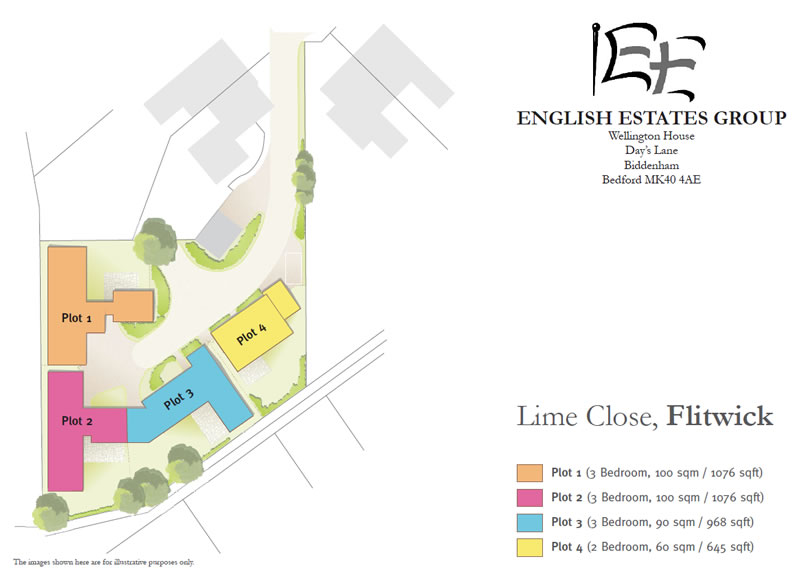 EE
ENGLISH ESTATES GROUP
Wellington House
Day's Lane
Biddenham
Bedford MK40 4AE
Plot 1
Plot 2
Plot 3
Plot 4
Lime Close, Flitwick
Plot 1 (3 Bedroom, 100 sqm / 1076 sqft)
Plot 2 (3 Bedroom, 100 sqm / 1076 sqft)
Plot 3 (3 Bedroom, 90 sqm / 968 sqft)
Plot 4 (2 Bedroom, 60 sqm / 645 sqft)
The images shown here are for illustrative purposes only.